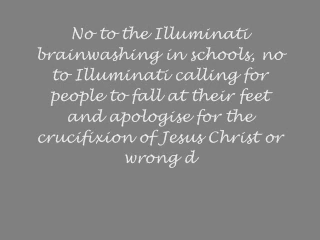 No to the Illuminati
brainwashing in schools, no
to Illuminati calling for
people to fall at their feet
and apologise for the
crucifixion of Jesus Christ or
wrong d